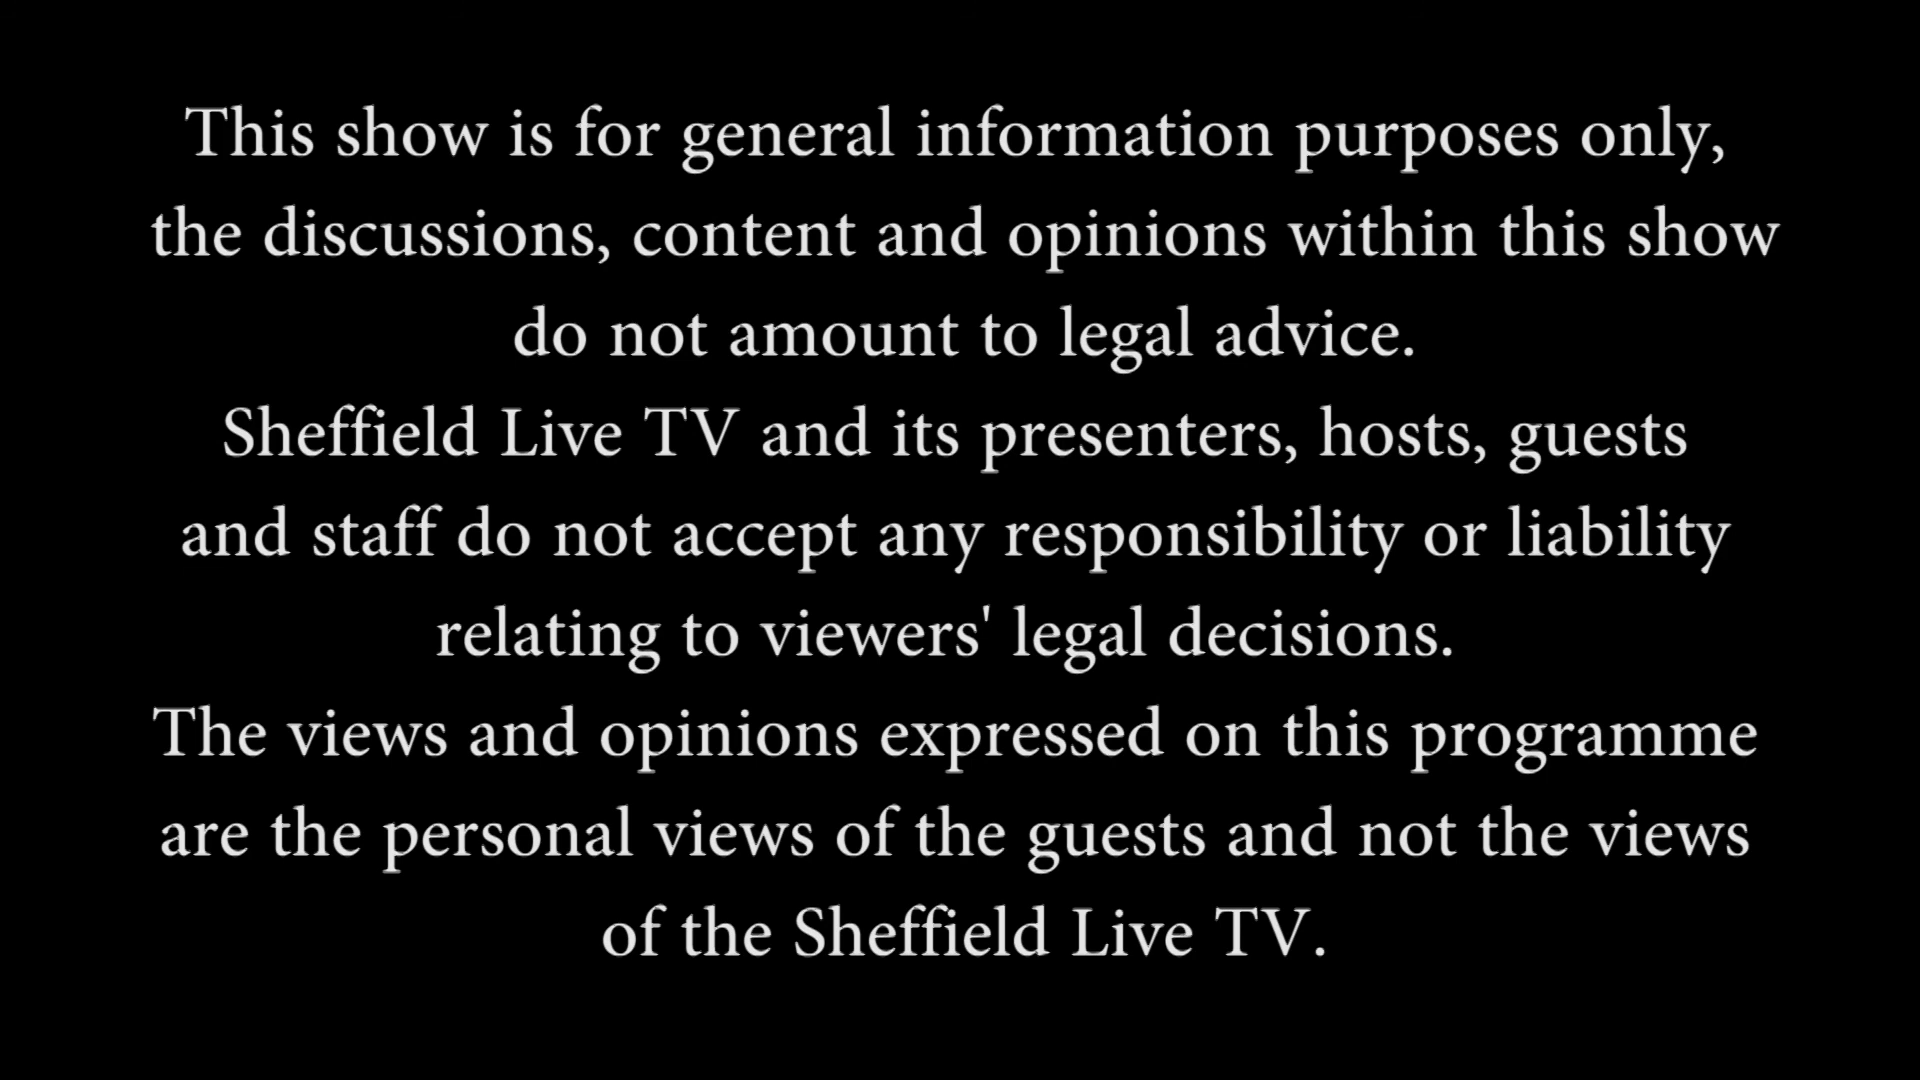 This show is for general information purposes only,
the discussions, content and opinions within this show
do not amount to legal advice.
Sheffield Live TV and its presenters, hosts, guests
and staff do not accept any responsibility or liability
relating to viewers' legal decisions.
The views and opinions expressed on this programme
are the personal views of the guests and not the views
of the Sheffield Live TV.